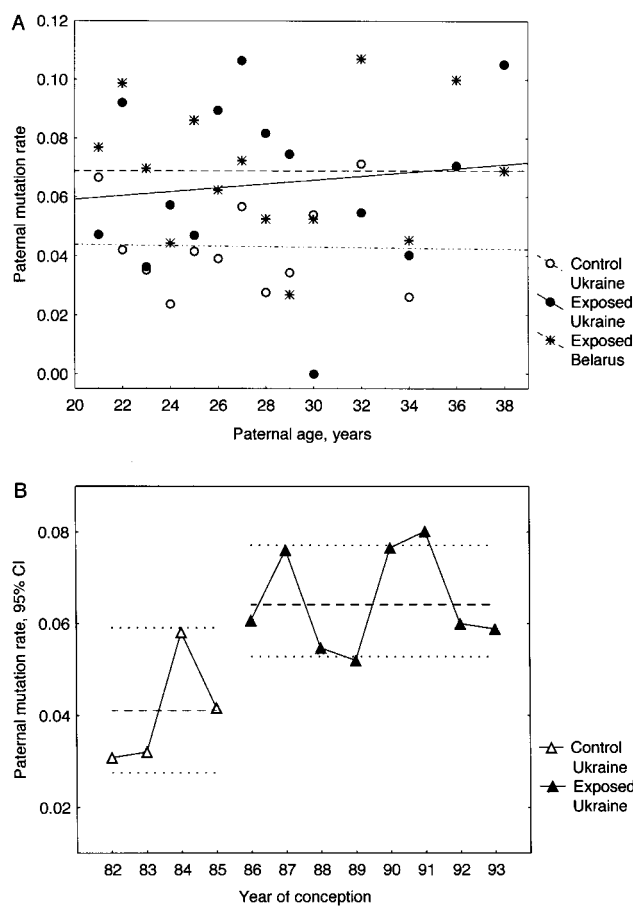 A
0.12
0.10
0.08
0.06
0.04
0.02
0.00
Paternal mutation rate
20 22 24 26 28 30 32 34 36 38
Paternal age, years
Control
Ukraine
Exposed
Ukraine
Exposed
Belarus
B
0.08
0.06
0.04
0.02
Paternal mutation rate, 95% CI
82 83 84 85 86 87 88 89 90 91 92 93
Year of conception
Control
Ukraine
Exposed
Ukraine